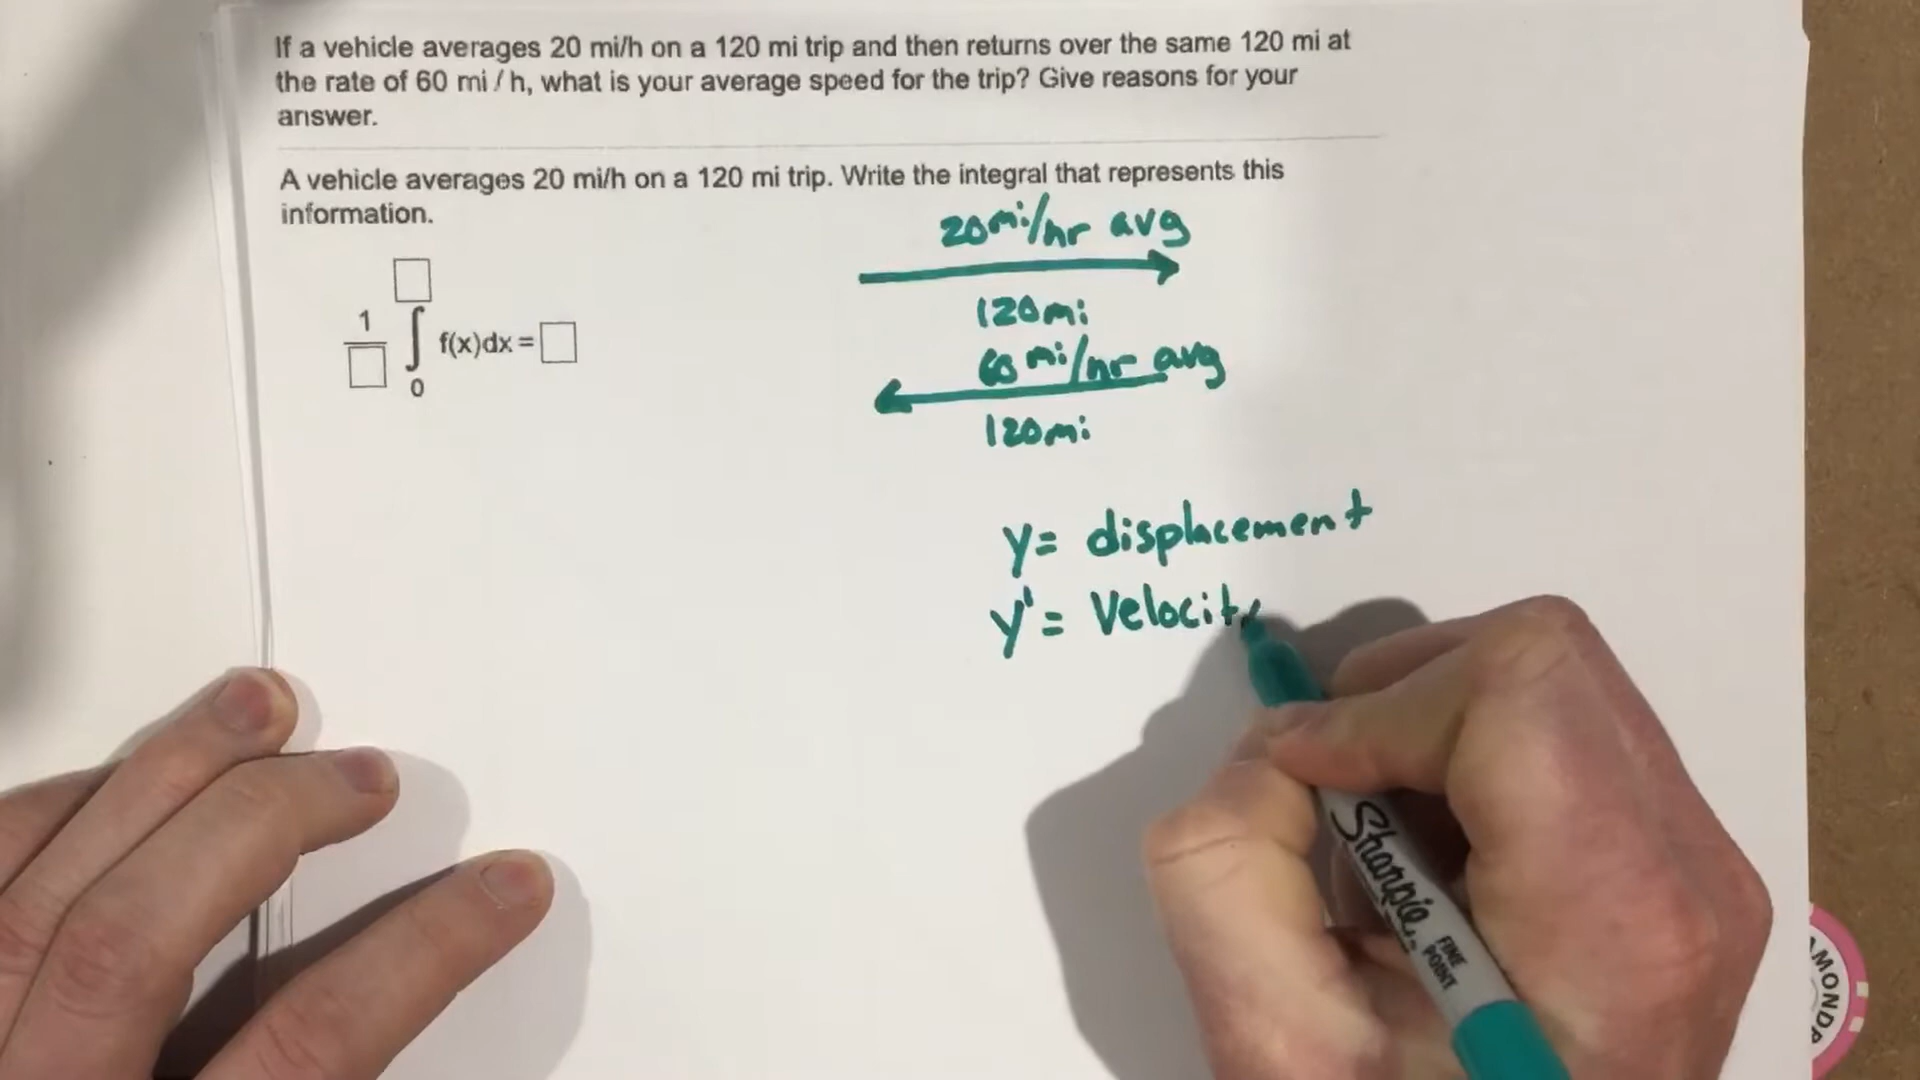 If a vehicle averages 20 mi/h on a 120 mi trip and then returns over the same 120 mi at
the rate of 60 mi / h, what is your average speed for the trip? Give reasons for your
answer.
A vehicle averages 20 mi/h on a 120 mi trip. Write the integral that represents this
information.
1
∫ f(x)dx =
0
20mi/hr avg
120mi
60 mi/hr avg
120mi
y= displacement
y'= Velocity
Sharpie.
FINE
POINT